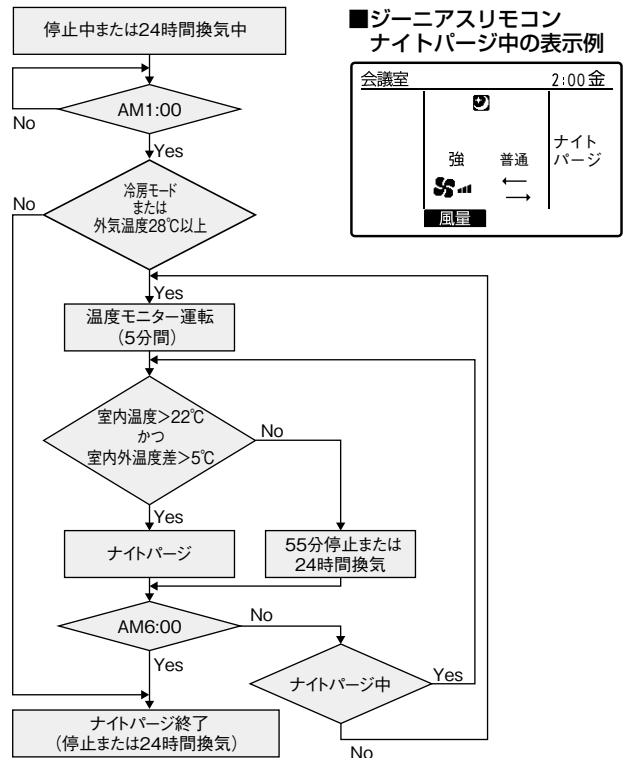 停止中または24時間換気中
AM1:00
No
Yes
冷房モード
または
外気温度28℃以上
No
Yes
温度モニター運転
(5分間)
室内温度>22℃
かつ
室内外温度差>5℃
No
Yes
ナイトパージ
55分停止または
24時間換気
AM6:00
No
Yes
ナイトパージ中
Yes
No
ナイトパージ終了
(停止または24時間換気)
■ジーニアスリモコン
ナイトパージ中の表示例
会議室 2:00 金
強 普通
ナイト
パージ
風量